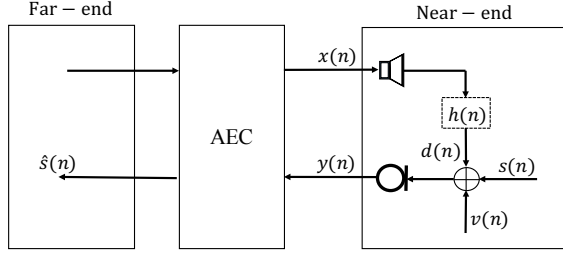 Far − end
Near − end
x(n)
h(n)
AEC
d(n)
ŝ(n)
y(n)
s(n)
v(n)